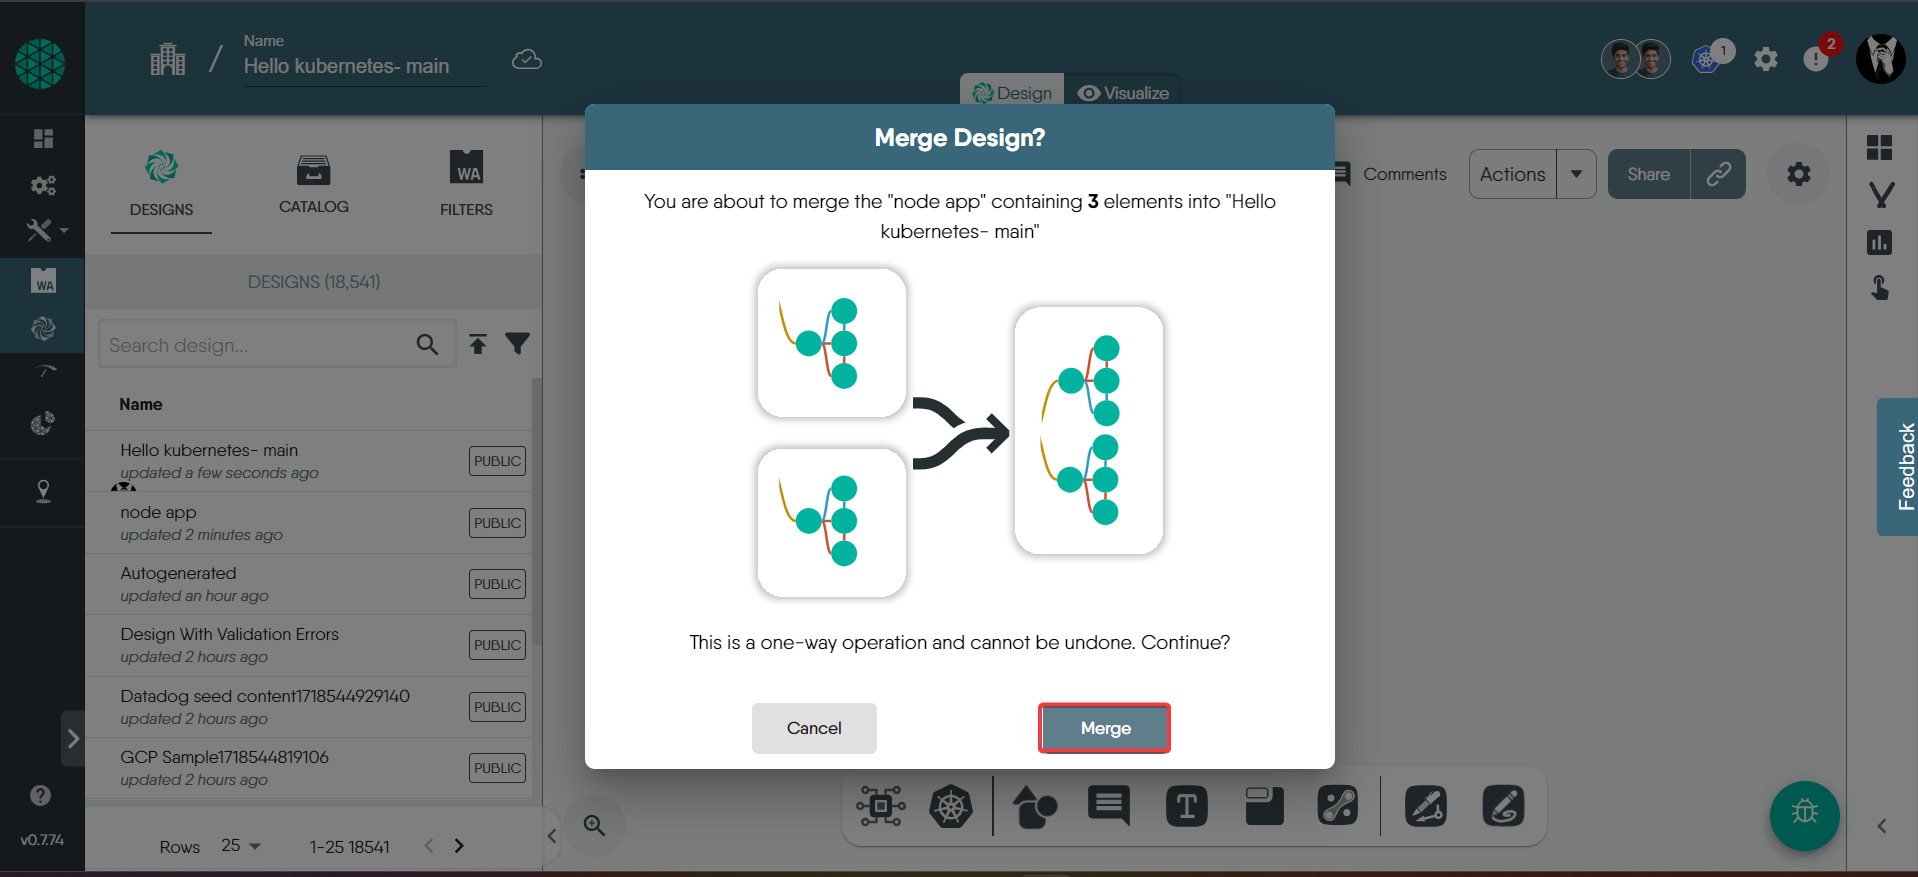 Name
Hello kubernetes- main
1
2
Design
Visualize
DESIGNS
CATALOG
WA
FILTERS
WA
DESIGNS (18,541)
Search design...
Name
Hello kubernetes- main
updated a few seconds ago
PUBLIC
node app
updated 2 minutes ago
PUBLIC
Autogenerated
updated an hour ago
PUBLIC
Design With Validation Errors
updated 2 hours ago
PUBLIC
Datadog seed content1718544929140
updated 2 hours ago
PUBLIC
GCP Sample1718544819106
updated 2 hours ago
PUBLIC
v0.7.74
Rows
25
1-25 18541
Merge Design?
You are about to merge the "node app" containing 3 elements into "Hello
kubernetes- main"
This is a one-way operation and cannot be undone. Continue?
Cancel
Merge
Comments
Actions
Share
Feedback
T